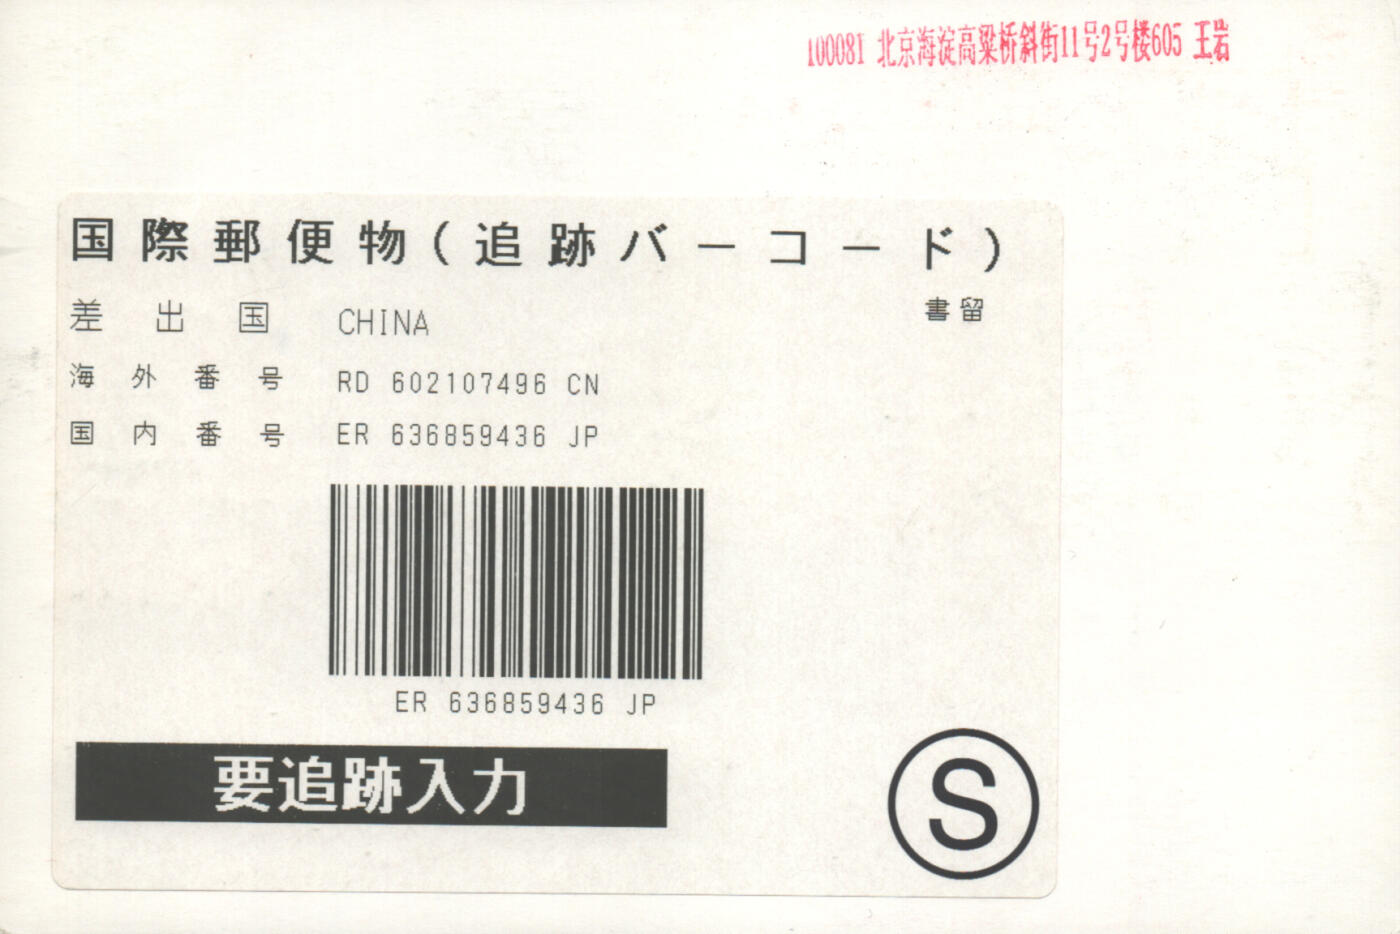 100081 北京海淀高粱桥斜街11号2号楼605 王岩
国際郵便物(追跡バーコード)
差出国 CHINA 書留
海外番号 RD 602107496 CN
国内番号 ER 636859436 JP
ER 636859436 JP
要追跡入力
S